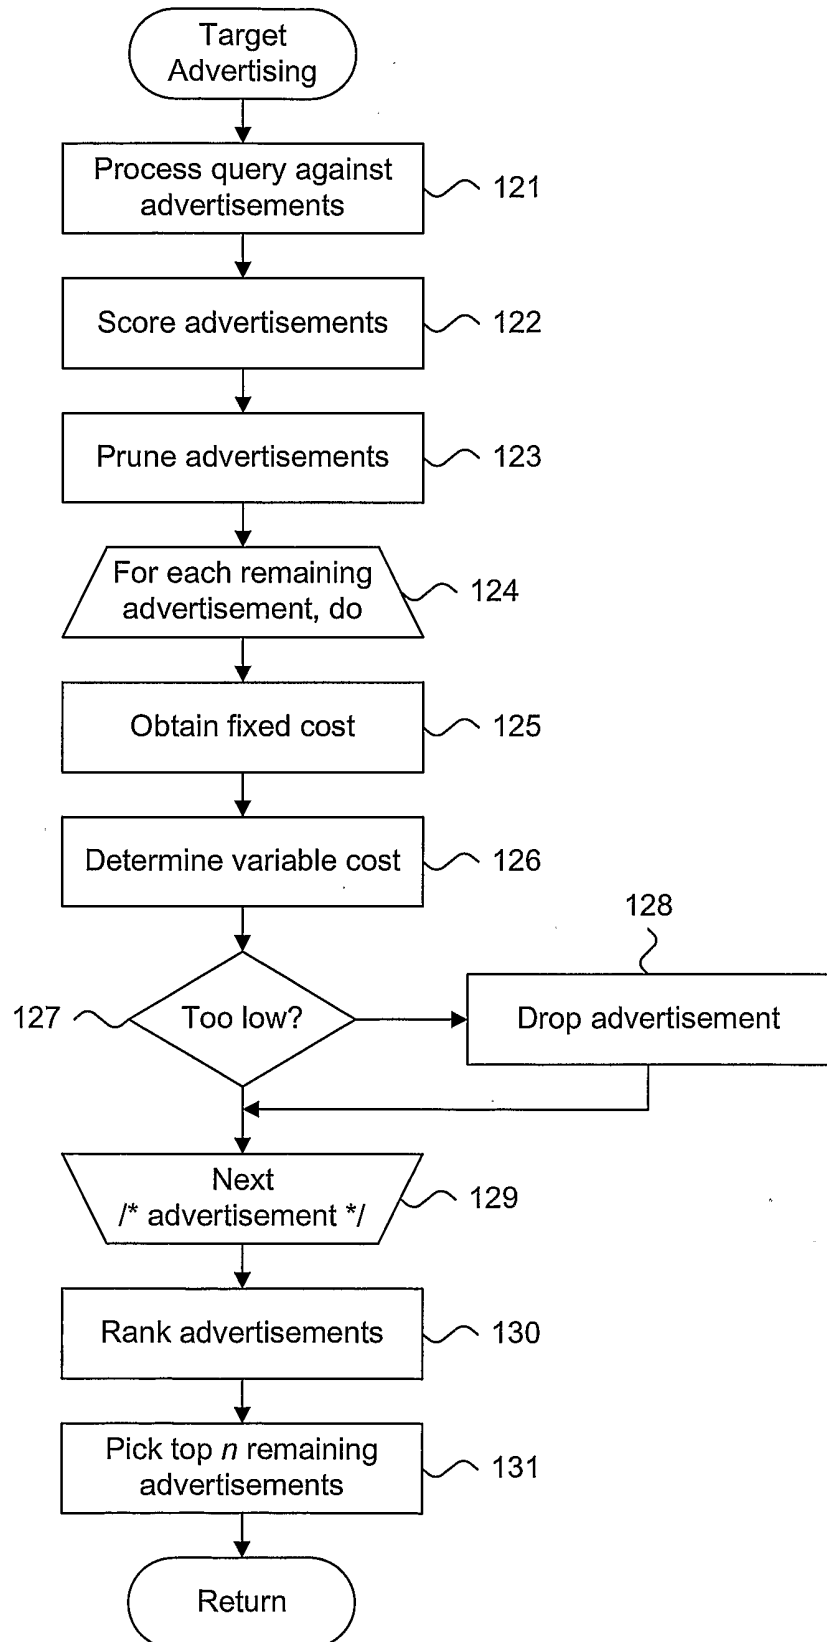 Target
Advertising
Process query against
advertisements
121
Score advertisements
122
Prune advertisements
123
For each remaining
advertisement, do
124
Obtain fixed cost
125
Determine variable cost
126
128
127
Too low?
Drop advertisement
Next
/* advertisement */
129
Rank advertisements
130
Pick top n remaining
advertisements
131
Return